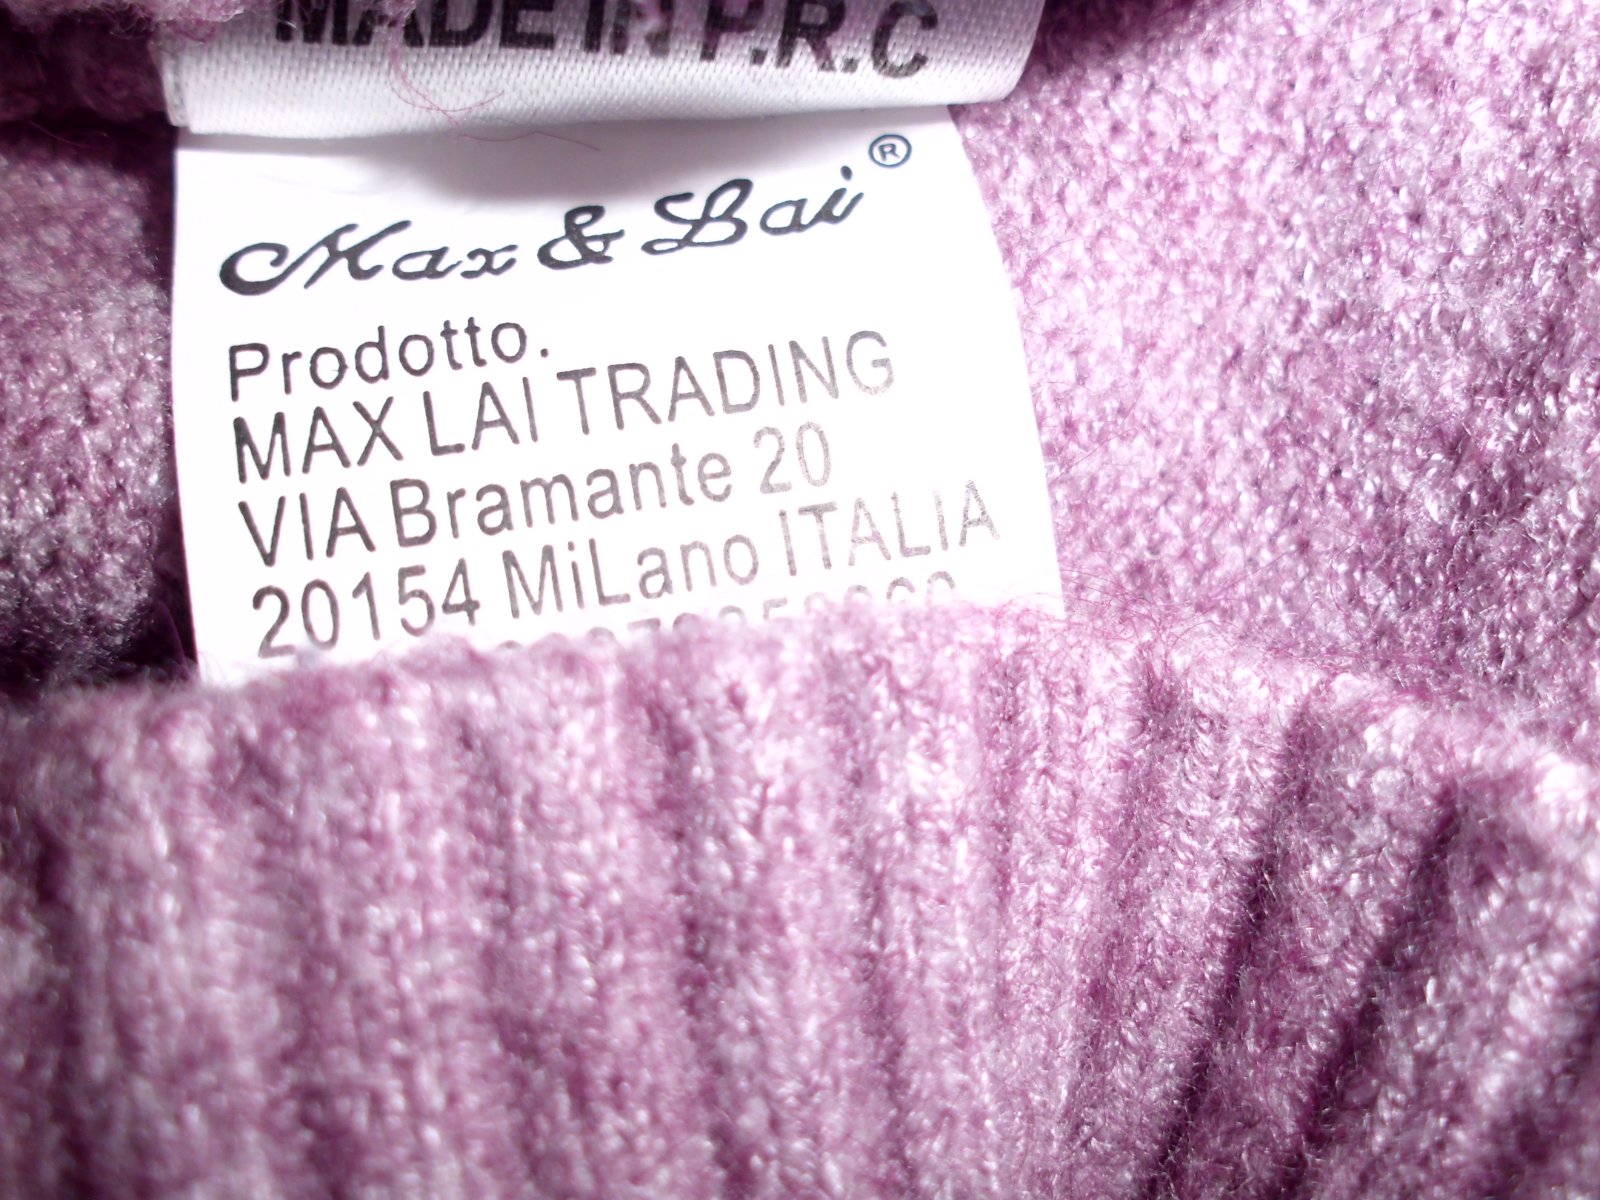 MADE IN P.R.C
Max & Lai ®
Prodotto.
MAX LAI TRADING
VIA Bramante 20
20154 MiLano ITALIA